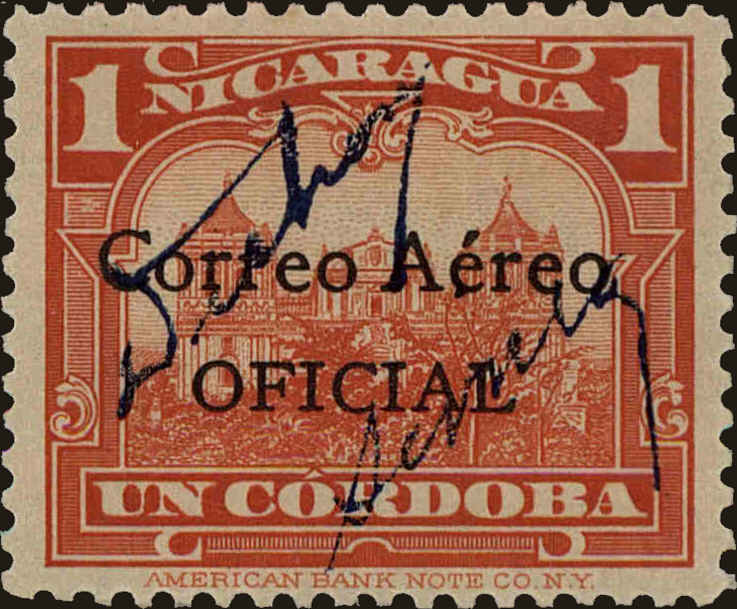 1 NICARAGUA 1
Correo Aéreo
OFICIAL
UN CÓRDOBA
AMERICAN BANK NOTE CO. N.Y.